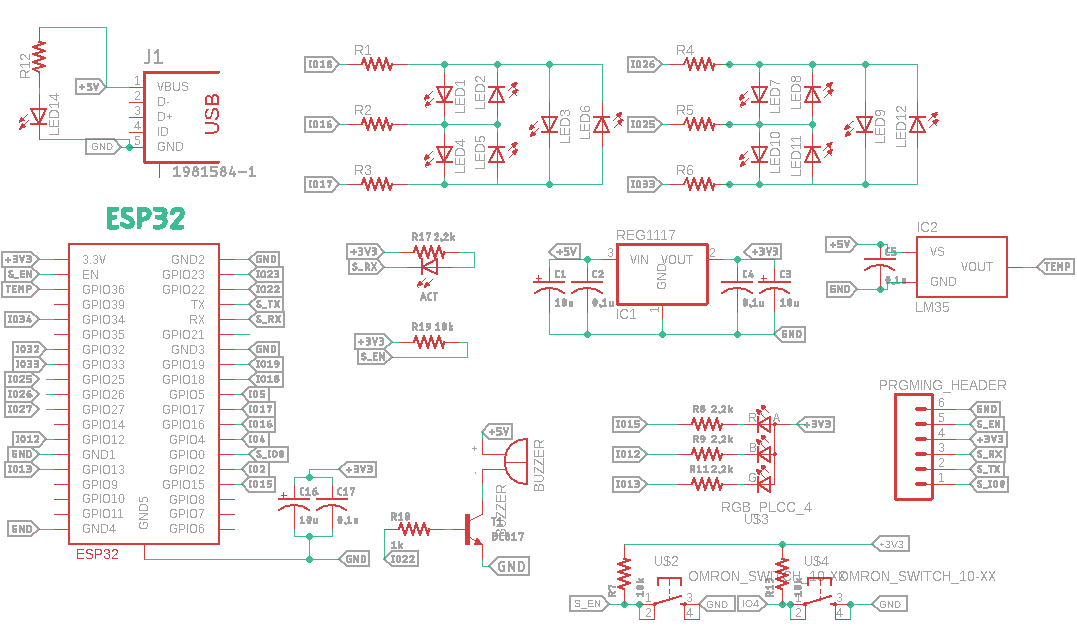 J1
R12
LED14
+5V
GND
1
2
3
4
5
VBUS
D-
D+
ID
GND
USB
1981584-1
IO18
R1
IO16
R2
IO17
R3
LED1
LED2
LED4
LED5
LED3
LED6
IO26
R4
IO25
R5
IO33
R6
LED7
LED8
LED10
LED11
LED9
LED12
ESP32
+3V3
S_EN
TEMP
IO34
IO32
IO33
IO25
IO26
IO27
IO12
GND
IO13
GND
3.3V
EN
GPIO36
GPIO39
GPIO34
GPIO35
GPIO32
GPIO33
GPIO25
GPIO26
GPIO27
GPIO14
GPIO12
GND1
GPIO13
GPIO9
GPIO10
GPIO11
GND4
GND5
GND2
GPIO23
GPIO22
TX
RX
GPIO21
GND3
GPIO19
GPIO18
GPIO5
GPIO17
GPIO16
GPIO4
GPIO0
GPIO2
GPIO15
GPIO8
GPIO7
GPIO6
GND
IO23
IO22
S_TX
S_RX
GND
IO19
IO18
IO5
IO17
IO16
IO4
S_IO0
IO2
IO15
ESP32
+3V3
C16
10u
C17
0,1u
GND
+3V3
S_RX
R17 2,2k
ACT
+3V3
S_EN
R19 10k
+5V
+
-
BUZZER
BUZZER
R18
1k
IO22
T1
BC817
GND
REG1117
+5V
3
VIN
VOUT
GND
2
1
+3V3
IC1
C1
10u
C2
0,1u
C4
0,1u
C3
10u
GND
IC2
+5V
GND
C5
0,1u
VS
GND
VOUT
TEMP
LM35
IO15
R8 2,2k
IO12
R9 2,2k
IO13
R11 2,2k
R
B
G
A
+3V3
RGB_PLCC_4
U$3
PRGMING_HEADER
6
5
4
3
2
1
GND
S_EN
+3V3
S_RX
S_TX
S_IO0
+3V3
R7
10k
U$2
OMRON_SWITCH_10-XX
S_EN
1
2
3
4
GND
R13
10k
U$4
OMRON_SWITCH_10-XX
IO4
1
2
3
4
GND